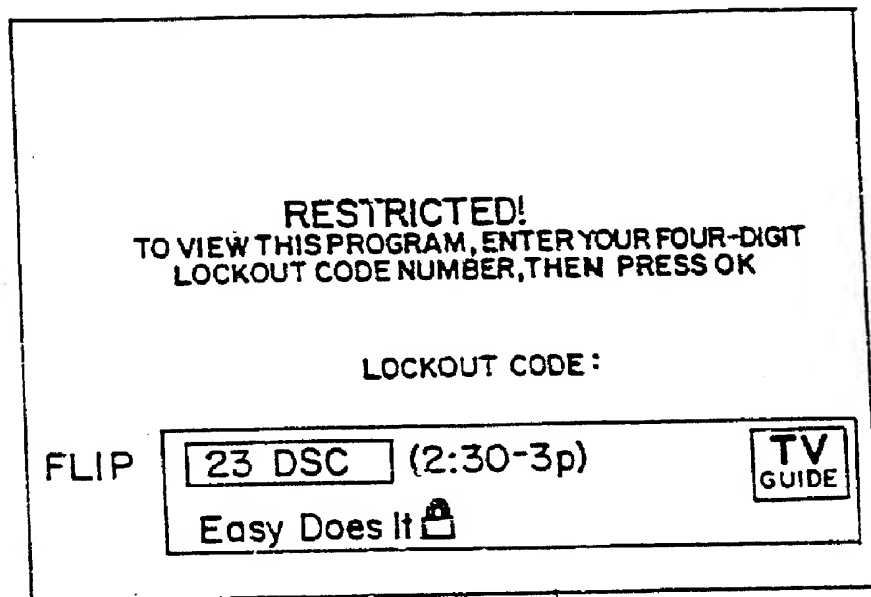 RESTRICTED!
TO VIEW THIS PROGRAM, ENTER YOUR FOUR-DIGIT
LOCKOUT CODE NUMBER, THEN PRESS OK
LOCKOUT CODE:
FLIP 23 DSC (2:30-3p) TV GUIDE
Easy Does It